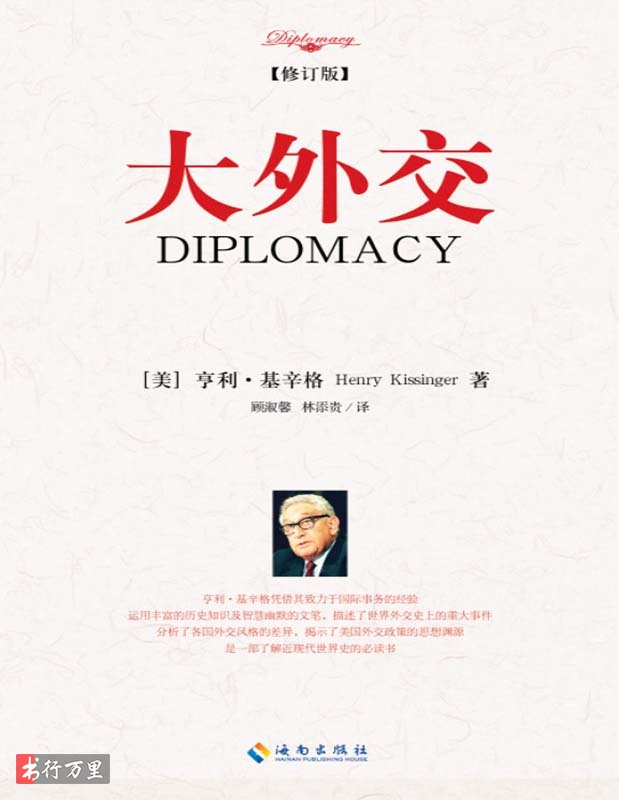 Diplomacy
【修订版】
大外交
DIPLOMACY
[美] 亨利·基辛格 Henry Kissinger 著
顾淑馨 林添贵/译
亨利·基辛格凭借其致力于国际事务的经验
运用丰富的历史知识及智慧幽默的文笔，描述了世界外交史上的重大事件
分析了各国外交风格的差异，揭示了美国外交政策的思想渊源
是一部了解近现代世界史的必读书
海南出版社
HAINAN PUBLISHING HOUSE
书行万里